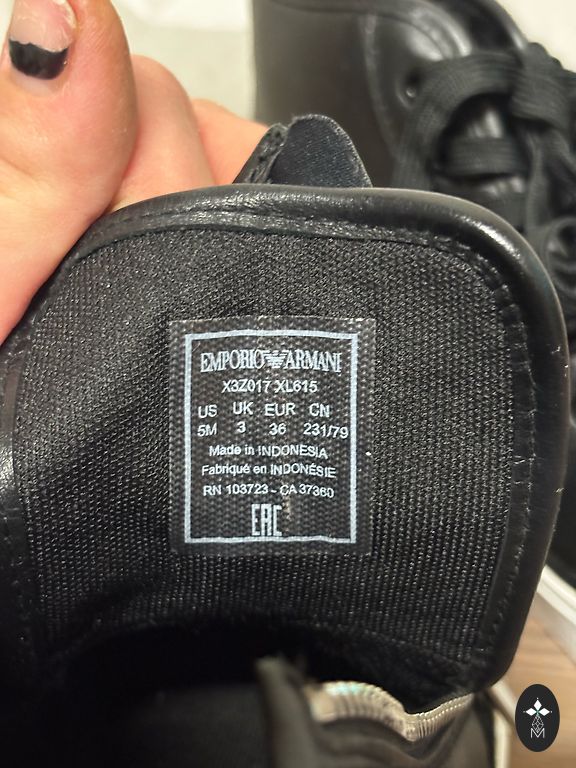 EMPORIO ARMANI
X3Z017 XL615
US UK EUR CN
5M 3 36 231/79
Made in INDONESIA
Fabriqué en INDONÉSIE
RN 103723 - CA 37360
EAC
M